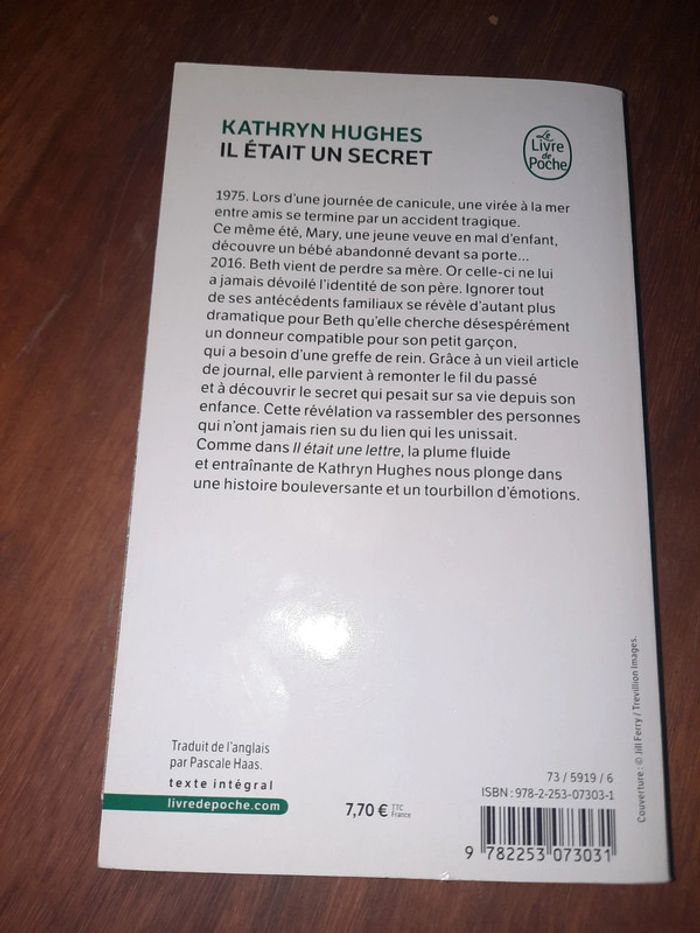 KATHRYN HUGHES
IL ÉTAIT UN SECRET
Le
Livre
de
Poche
1975. Lors d'une journée de canicule, une virée à la mer
entre amis se termine par un accident tragique.
Ce même été, Mary, une jeune veuve en mal d'enfant,
découvre un bébé abandonné devant sa porte...
2016. Beth vient de perdre sa mère. Or celle-ci ne lui
a jamais dévoilé l'identité de son père. Ignorer tout
de ses antécédents familiaux se révèle d'autant plus
dramatique pour Beth qu'elle cherche désespérément
un donneur compatible pour son petit garçon,
qui a besoin d'une greffe de rein. Grâce à un vieil article
de journal, elle parvient à remonter le fil du passé
et à découvrir le secret qui pesait sur sa vie depuis son
enfance. Cette révélation va rassembler des personnes
qui n'ont jamais rien su du lien qui les unissait.
Comme dans Il était une lettre, la plume fluide
et entraînante de Kathryn Hughes nous plonge dans
une histoire bouleversante et un tourbillon d'émotions.
Traduit de l'anglais
par Pascale Haas.
texte intégral
livredepoche.com
7,70 € TTC
France
73 / 5919 / 6
ISBN : 978-2-253-07303-1
9 782253 073031
Couverture : © Jill Ferry / Trevillion Images.